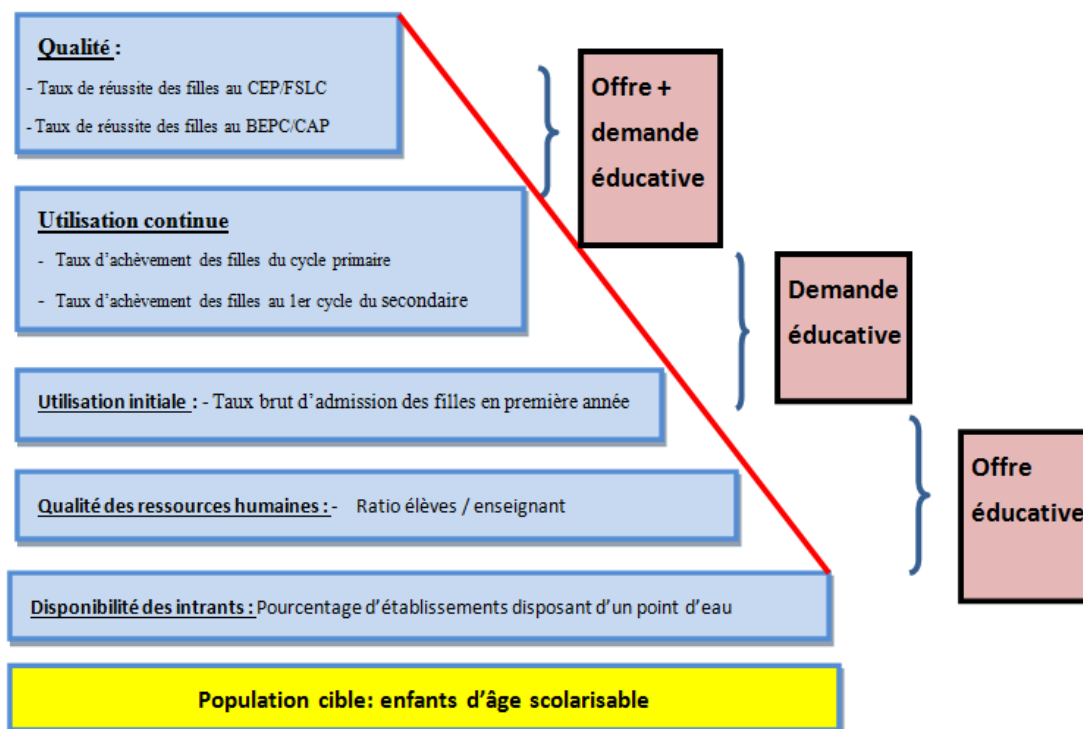 Qualité :
- Taux de réussite des filles au CEP/FSLC
- Taux de réussite des filles au BEPC/CAP
Offre +
demande
éducative
Utilisation continue
- Taux d'achèvement des filles du cycle primaire
- Taux d'achèvement des filles au 1er cycle du secondaire
Demande
éducative
Utilisation initiale : - Taux brut d'admission des filles en première année
Offre
éducative
Qualité des ressources humaines : - Ratio élèves / enseignant
Disponibilité des intrants : Pourcentage d'établissements disposant d'un point d'eau
Population cible: enfants d'âge scolarisable